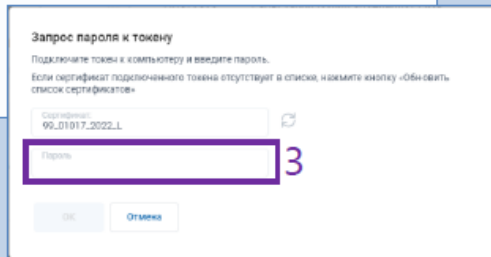 Запрос пароля к токену
Подключите токен к компьютеру и введите пароль.
Если сертификат подключенного токена отсутствует в списке, нажмите кнопку «Обновить
список сертификатов»
Сертификат
99_01017_2022_L
Пароль
3
ОК
Отмена